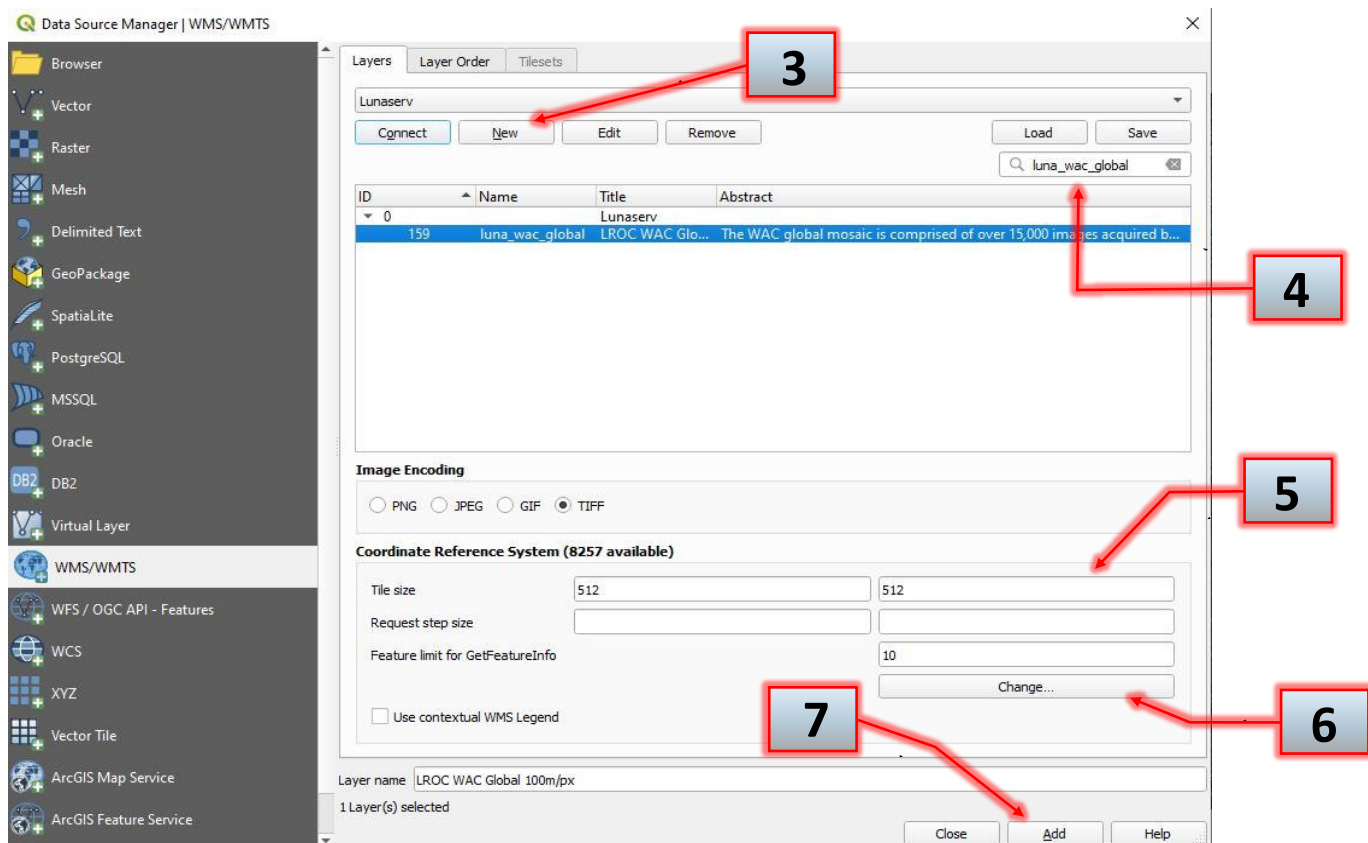 Data Source Manager | WMS/WMTS
Browser
Vector
Raster
Mesh
Delimited Text
GeoPackage
SpatiaLite
PostgreSQL
MSSQL
Oracle
DB2 DB2
Virtual Layer
WMS/WMTS
WFS / OGC API - Features
WCS
XYZ
Vector Tile
ArcGIS Map Service
ArcGIS Feature Service
Layers Layer Order Tilesets
3
Lunaserv
Connect New Edit Remove Load Save
luna_wac_global
ID Name Title Abstract
0 Lunaserv
159 luna_wac_global LROC WAC Glo... The WAC global mosaic is comprised of over 15,000 images acquired b...
4
Image Encoding
PNG JPEG GIF TIFF
5
Coordinate Reference System (8257 available)
Tile size 512 512
Request step size
Feature limit for GetFeatureInfo 10
Change...
Use contextual WMS Legend
7
6
Layer name LROC WAC Global 100m/px
1 Layer(s) selected
Close Add Help